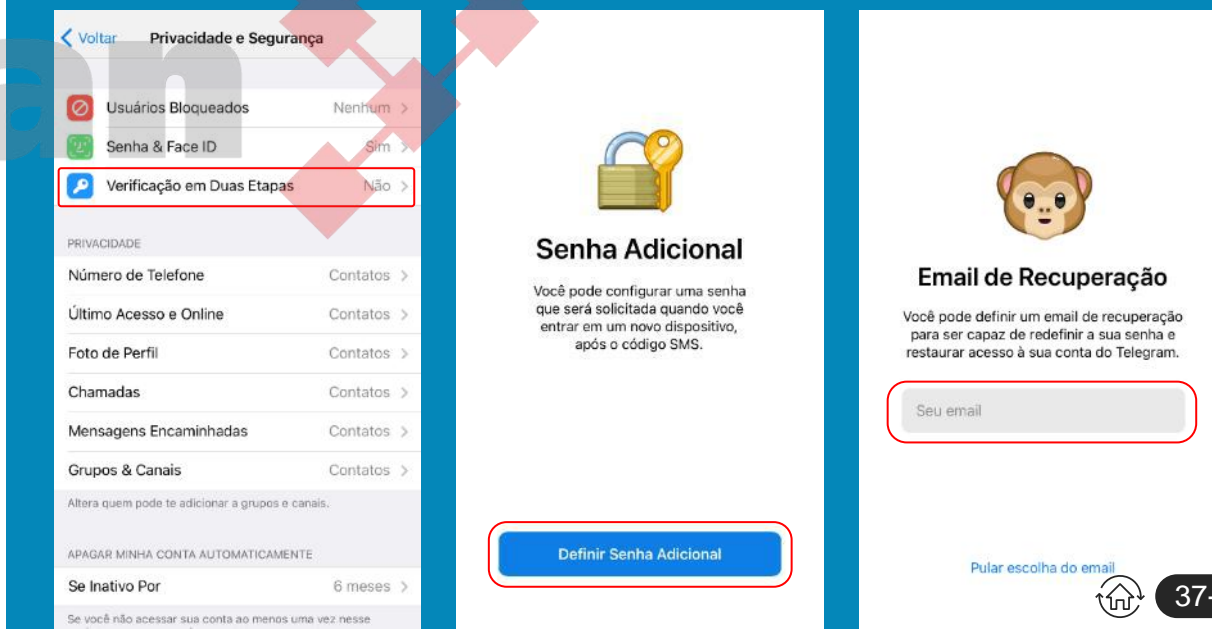 Voltar
Privacidade e Segurança
Usuários Bloqueados Nenhum
Senha & Face ID Sim
Verificação em Duas Etapas Não
PRIVACIDADE
Número de Telefone Contatos
Último Acesso e Online Contatos
Foto de Perfil Contatos
Chamadas Contatos
Mensagens Encaminhadas Contatos
Grupos & Canais Contatos
Altera quem pode te adicionar a grupos e canais.
APAGAR MINHA CONTA AUTOMATICAMENTE
Se Inativo Por 6 meses
Se você não acessar sua conta ao menos uma vez nesse
Senha Adicional
Você pode configurar uma senha
que será solicitada quando você
entrar em um novo dispositivo,
após o código SMS.
Definir Senha Adicional
Email de Recuperação
Você pode definir um email de recuperação
para ser capaz de redefinir a sua senha e
restaurar acesso à sua conta do Telegram.
Seu email
Pular escolha do email
37-
an